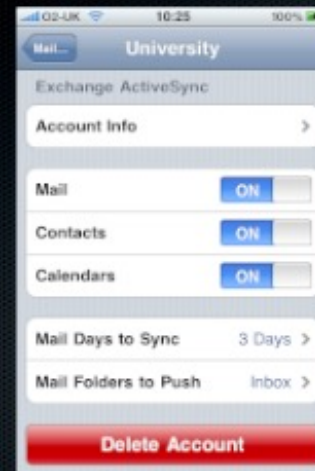 O2-UK 10:25 100%
Mail... University
Exchange ActiveSync
Account Info
Mail ON
Contacts ON
Calendars ON
Mail Days to Sync 3 Days
Mail Folders to Push Inbox
Delete Account